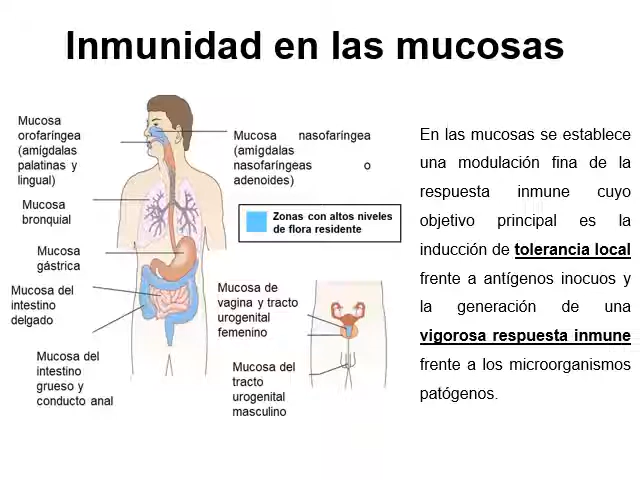 Inmunidad en las mucosas
Mucosa
orofaríngea
(amígdalas
palatinas y
lingual)
Mucosa
bronquial
Mucosa
gástrica
Mucosa del
intestino
delgado
Mucosa del
intestino
grueso y
conducto anal
Mucosa nasofaríngea
(amígdalas
nasofaríngeas o
adenoides)
Zonas con altos niveles
de flora residente
Mucosa de
vagina y tracto
urogenital
femenino
Mucosa del
tracto
urogenital
masculino
En las mucosas se establece
una modulación fina de la
respuesta inmune cuyo
objetivo principal es la
inducción de tolerancia local
frente a antígenos inocuos y
la generación de una
vigorosa respuesta inmune
frente a los microorganismos
patógenos.